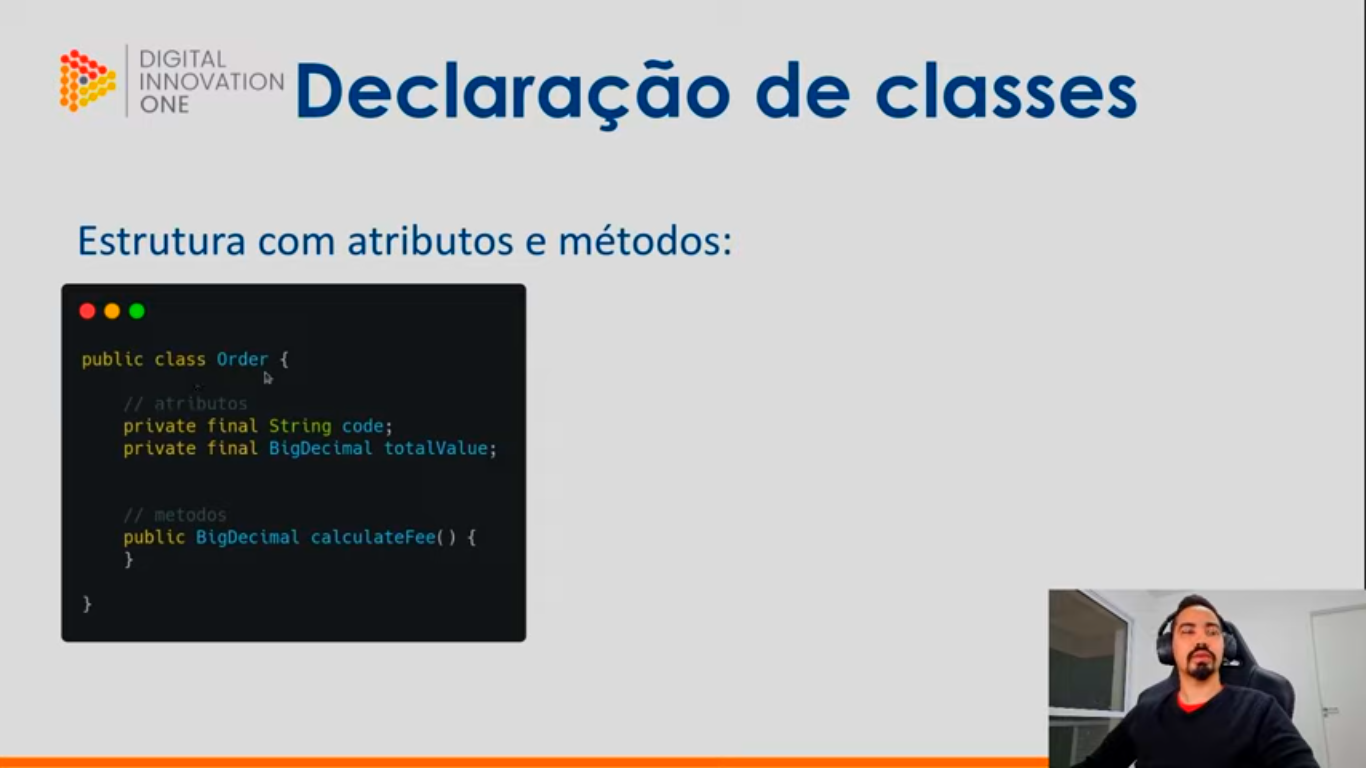 DIGITAL
INNOVATION
ONE
Declaração de classes
Estrutura com atributos e métodos:
public class Order {
// atributos
private final String code;
private final BigDecimal totalValue;
// metodos
public BigDecimal calculateFee() {
}
}